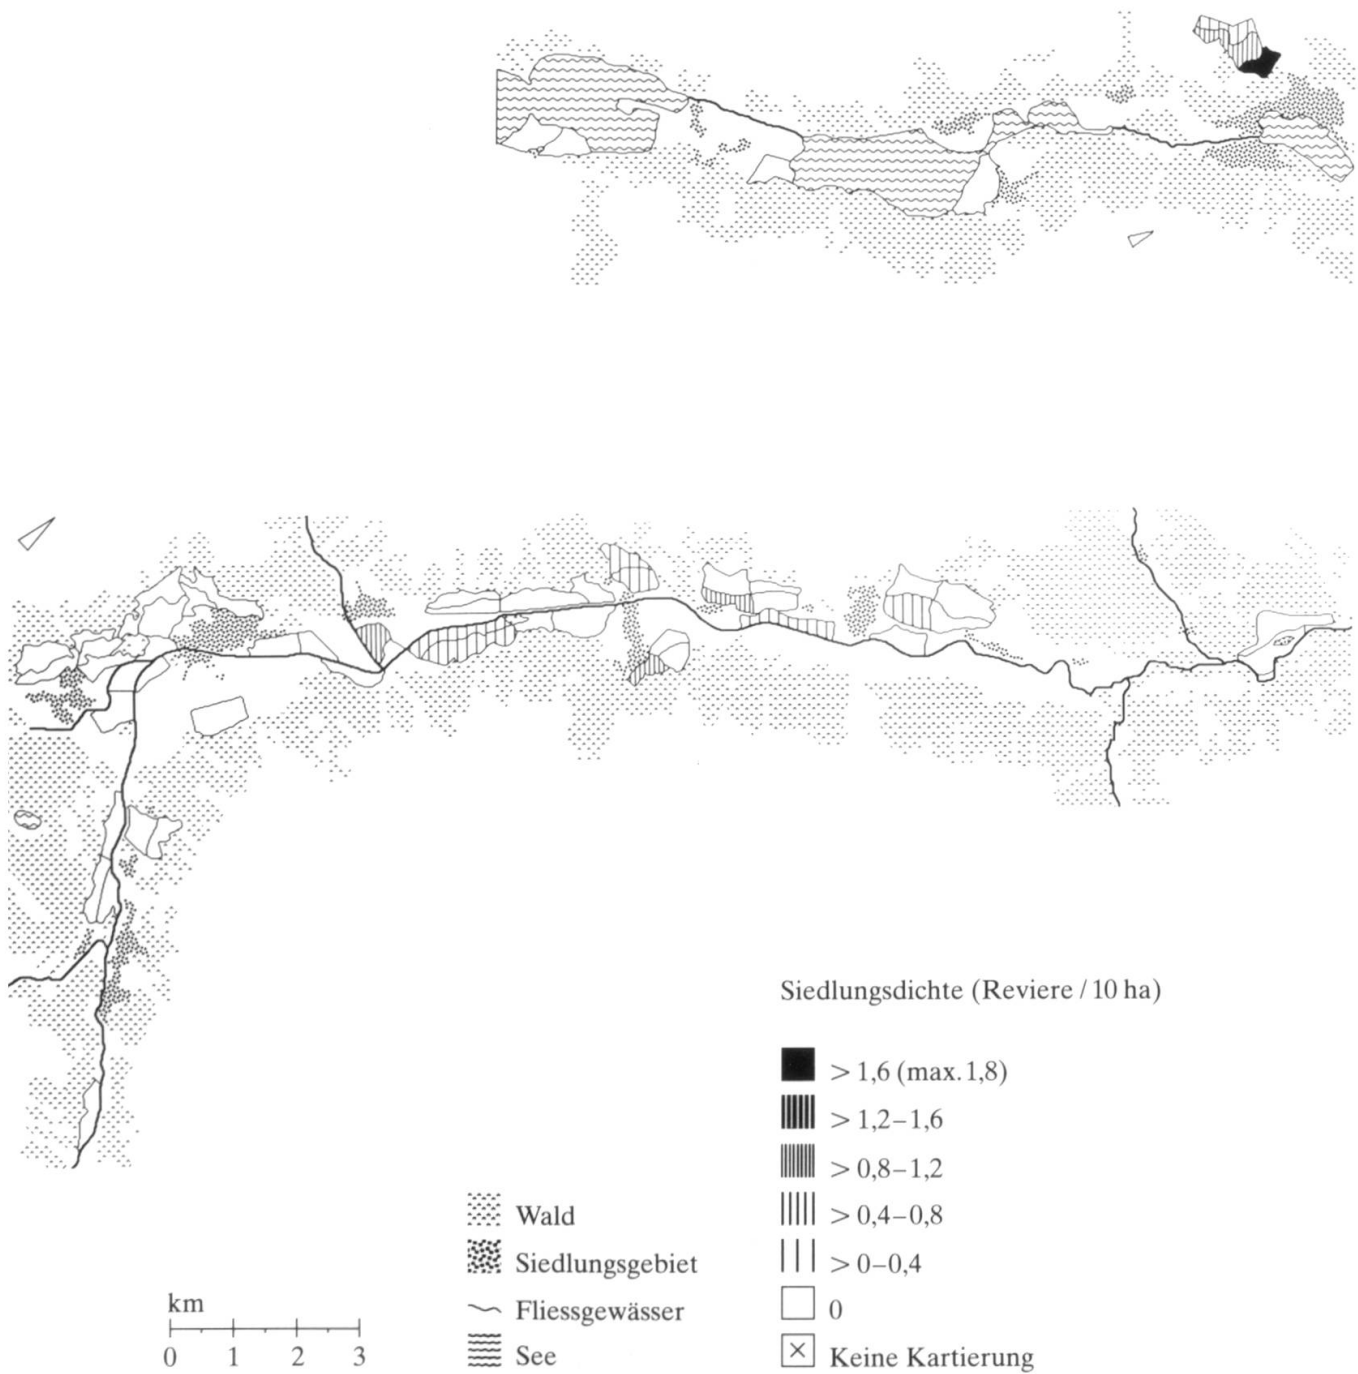 Siedlungsdichte (Reviere / 10 ha)
> 1,6 (max. 1,8)
> 1,2–1,6
> 0,8–1,2
> 0,4–0,8
> 0–0,4
0
Keine Kartierung
Wald
Siedlungsgebiet
Fliessgewässer
See
km
0 1 2 3